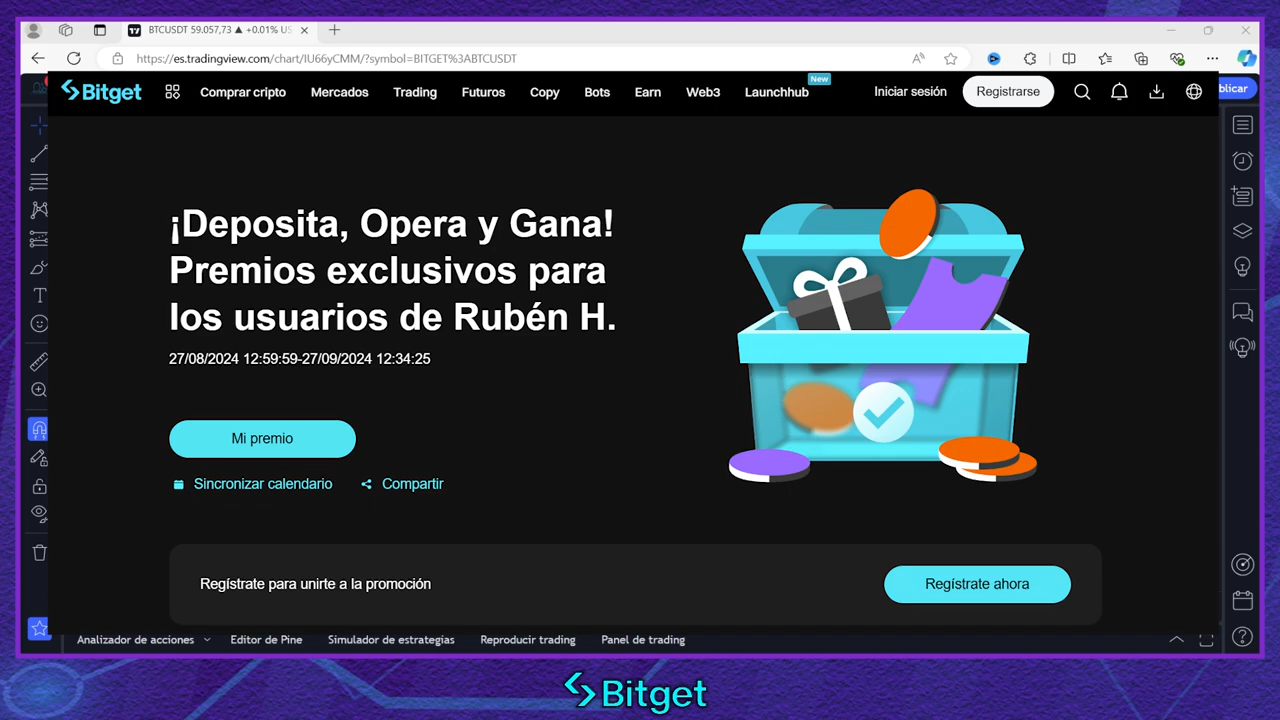 BTCUSDT 59.057,73 ▲ +0.01% US
https://es.tradingview.com/chart/IU66yCMM/?symbol=BITGET%3ABTCUSDT
Bitget
Comprar cripto
Mercados
Trading
Futuros
Copy
Bots
Earn
Web3
Launchhub
New
Iniciar sesión
Registrarse
blicar
¡Deposita, Opera y Gana!
Premios exclusivos para
los usuarios de Rubén H.
27/08/2024 12:59:59-27/09/2024 12:34:25
Mi premio
Sincronizar calendario
Compartir
Regístrate para unirte a la promoción
Regístrate ahora
Analizador de acciones
Editor de Pine
Simulador de estrategias
Reproducir trading
Panel de trading
Bitget